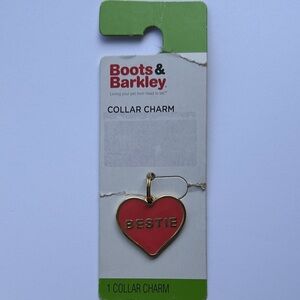 Boots&
Barkley
Loving your pet from head to tail.
COLLAR CHARM
BESTIE
1 COLLAR CHARM